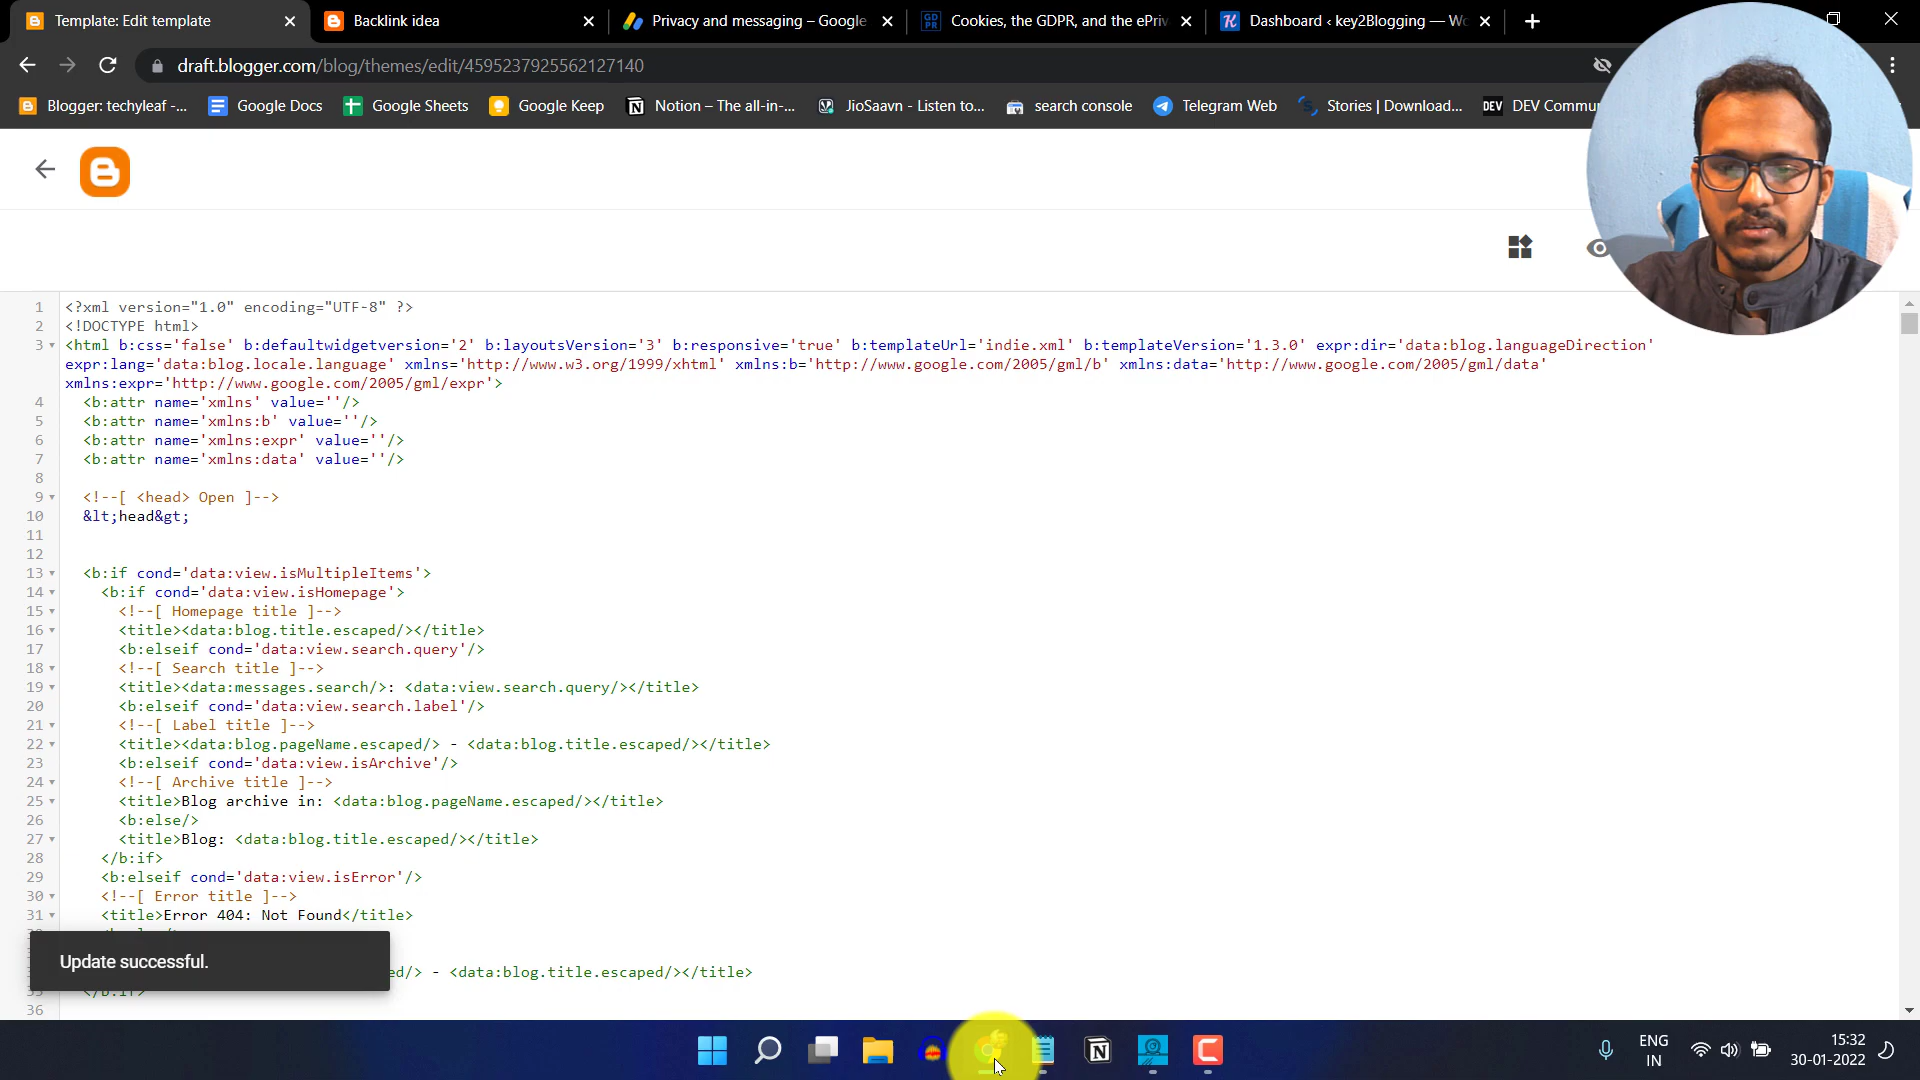 Template: Edit template
Backlink idea
Privacy and messaging – Google
Cookies, the GDPR, and the ePriv
Dashboard ‹ key2Blogging — Wo
draft.blogger.com/blog/themes/edit/4595237925562127140
Blogger: techyleaf -...
Google Docs
Google Sheets
Google Keep
Notion – The all-in-...
JioSaavn - Listen to...
search console
Telegram Web
Stories | Download...
DEV
DEV Commu
1 <?xml version="1.0" encoding="UTF-8" ?>
2 <!DOCTYPE html>
3 <html b:css='false' b:defaultwidgetversion='2' b:layoutsVersion='3' b:responsive='true' b:templateUrl='indie.xml' b:templateVersion='1.3.0' expr:dir='data:blog.languageDirection'
expr:lang='data:blog.locale.language' xmlns='http://www.w3.org/1999/xhtml' xmlns:b='http://www.google.com/2005/gml/b' xmlns:data='http://www.google.com/2005/gml/data'
xmlns:expr='http://www.google.com/2005/gml/expr'>
4 <b:attr name='xmlns' value=''/>
5 <b:attr name='xmlns:b' value=''/>
6 <b:attr name='xmlns:expr' value=''/>
7 <b:attr name='xmlns:data' value=''/>
8
9 <!--[ <head> Open ]-->
10 &lt;head&gt;
11
12
13 <b:if cond='data:view.isMultipleItems'>
14 <b:if cond='data:view.isHomepage'>
15 <!--[ Homepage title ]-->
16 <title><data:blog.title.escaped/></title>
17 <b:elseif cond='data:view.search.query'/>
18 <!--[ Search title ]-->
19 <title><data:messages.search/>: <data:view.search.query/></title>
20 <b:elseif cond='data:view.search.label'/>
21 <!--[ Label title ]-->
22 <title><data:blog.pageName.escaped/> - <data:blog.title.escaped/></title>
23 <b:elseif cond='data:view.isArchive'/>
24 <!--[ Archive title ]-->
25 <title>Blog archive in: <data:blog.pageName.escaped/></title>
26 <b:else/>
27 <title>Blog: <data:blog.title.escaped/></title>
28 </b:if>
29 <b:elseif cond='data:view.isError'/>
30 <!--[ Error title ]-->
31 <title>Error 404: Not Found</title>
Update successful.
ed/> - <data:blog.title.escaped/></title>
35 </b:if>
36
ENG
IN
15:32
30-01-2022